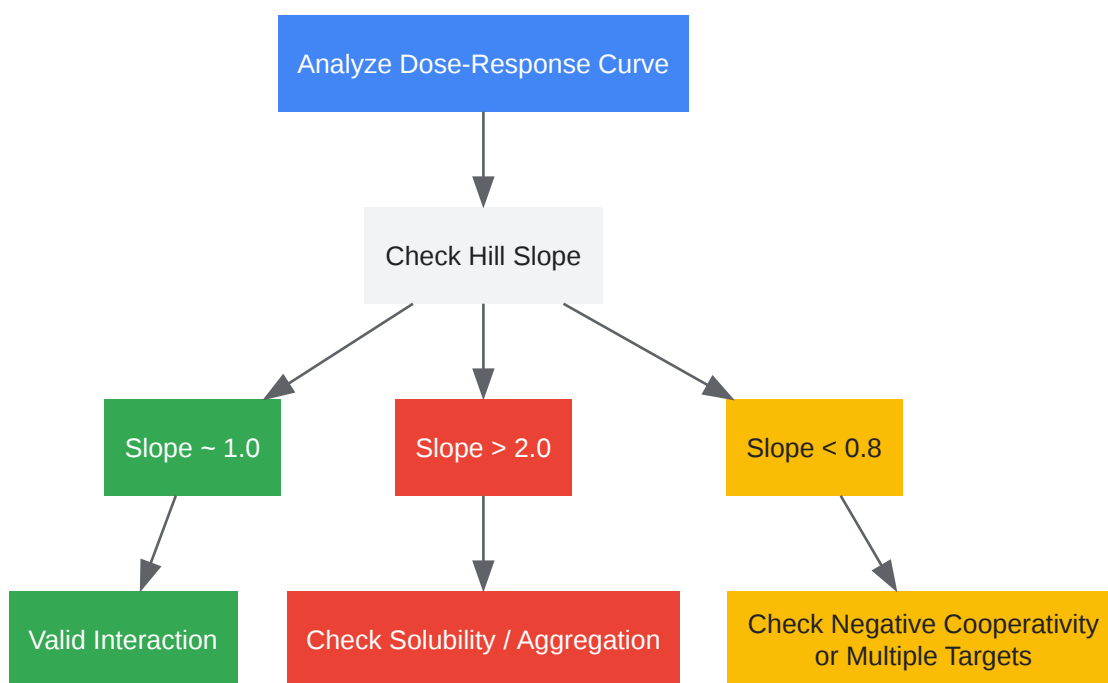 Analyze Dose-Response Curve
Check Hill Slope
Slope ~ 1.0
Slope > 2.0
Slope < 0.8
Valid Interaction
Check Solubility / Aggregation
Check Negative Cooperativity
or Multiple Targets